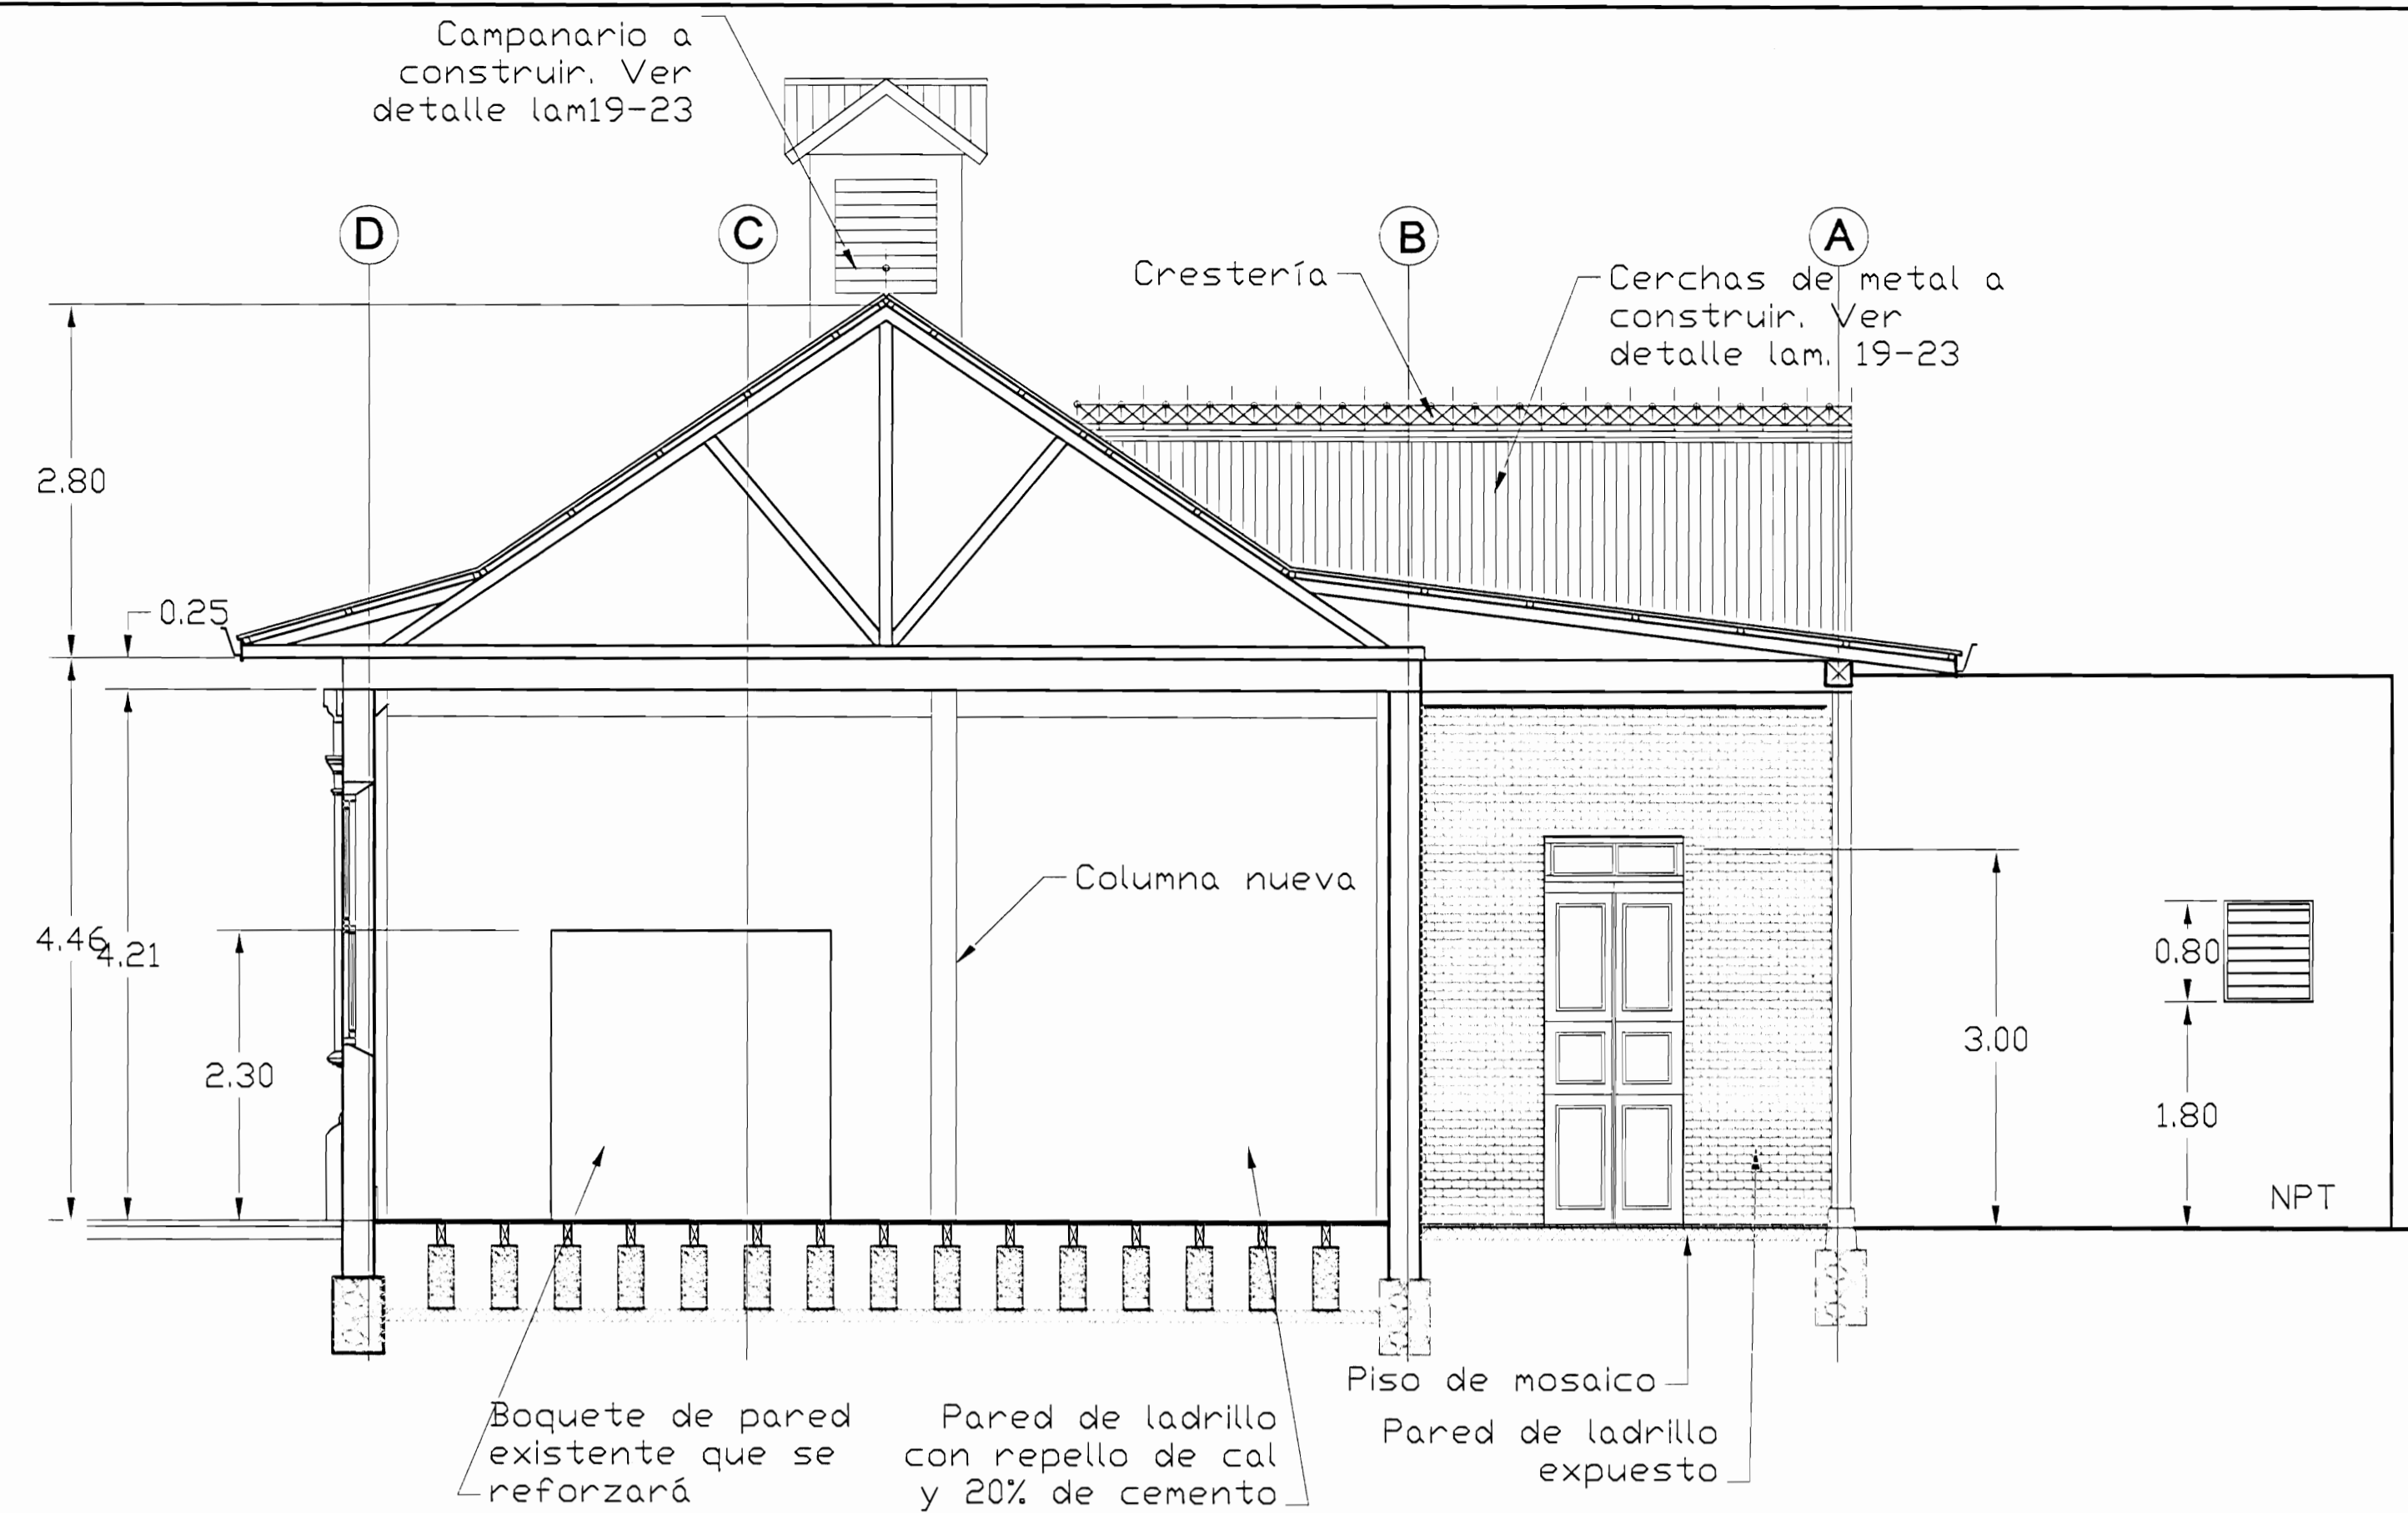 Campanario a
construir. Ver
detalle lam19-23
D
C
B
A
Crestería
Cerchas de metal a
construir. Ver
detalle lam. 19-23
2.80
0.25
Columna nueva
4.46
4.21
2.30
3.00
0.80
1.80
NPT
Boquete de pared
existente que se
reforzará
Pared de ladrillo
con repello de cal
y 20% de cemento
Piso de mosaico
Pared de ladrillo
expuesto